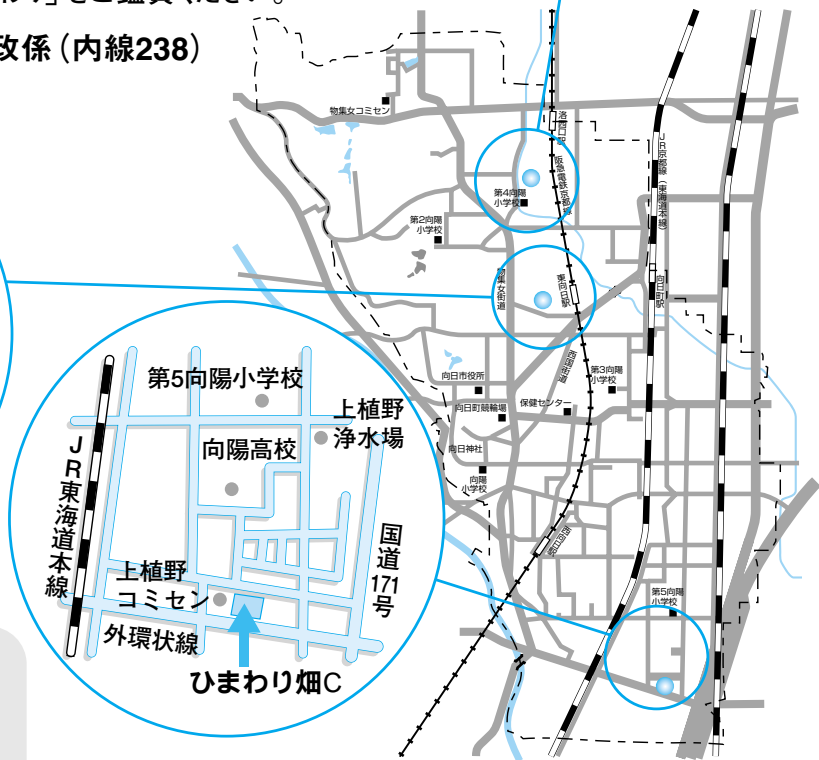 政係（内線238）
物集女コミセン
洛西口駅
阪急電鉄京都線
JR京都線（東海道本線）
第4向陽
小学校
第2向陽
小学校
物集女街道
東向日駅
向日町駅
西国街道
第3向陽
小学校
向日市役所
向日町競輪場
保健センター
向日神社
向陽
小学校
西向日駅
第5向陽
小学校
第5向陽小学校
上植野
浄水場
向陽高校
JR東海道本線
国道171号
上植野
コミセン
外環状線
ひまわり畑C